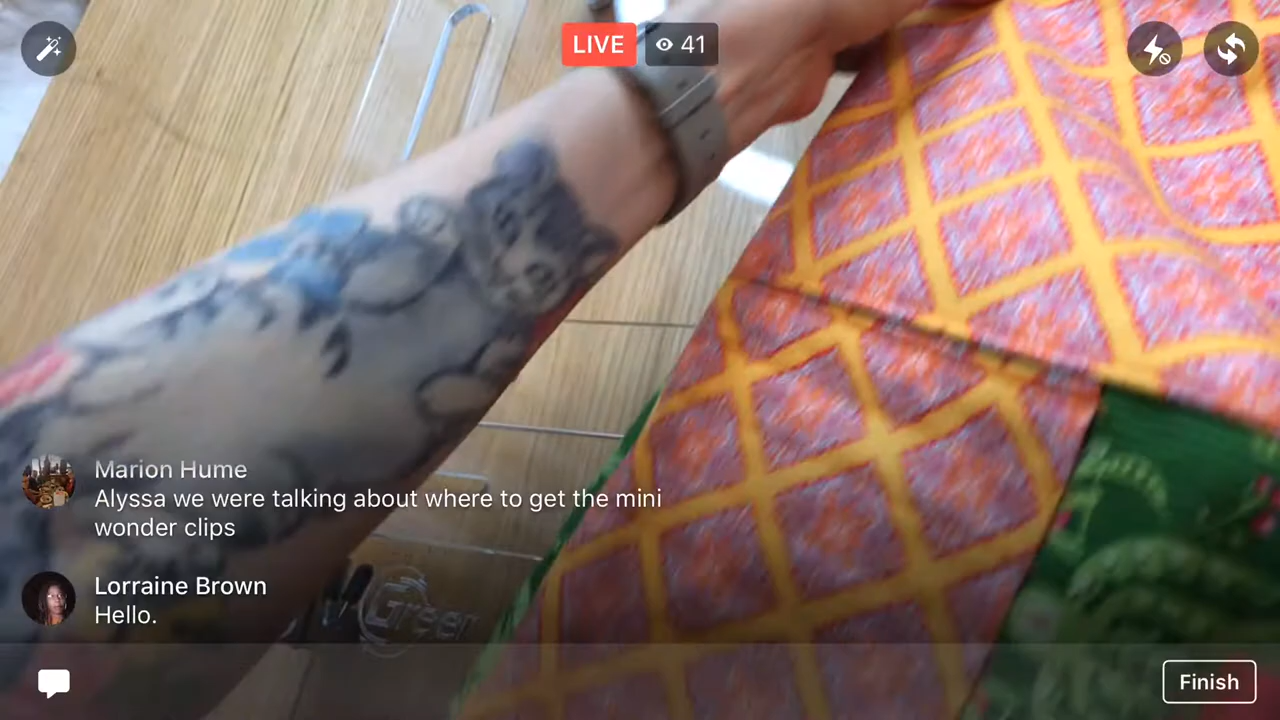 LIVE
41
Marion Hume
Alyssa we were talking about where to get the mini
wonder clips
Lorraine Brown
Hello.
Green
Finish